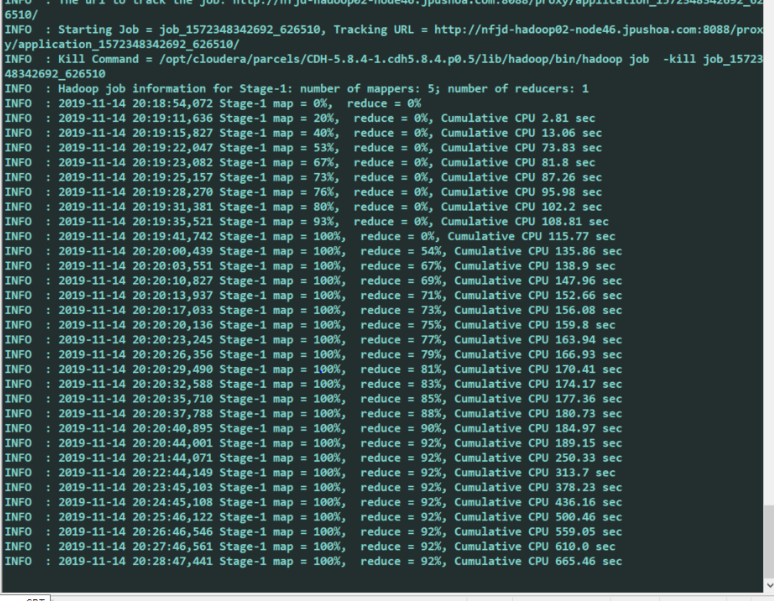 INFO  : The url to track the job: http://nfjd-hadoop02-node46.jpushoa.com:8088/proxy/application_1572348342692_62
6510/
INFO  : Starting Job = job_1572348342692_626510, Tracking URL = http://nfjd-hadoop02-node46.jpushoa.com:8088/prox
y/application_1572348342692_626510/
INFO  : Kill Command = /opt/cloudera/parcels/CDH-5.8.4-1.cdh5.8.4.p0.5/lib/hadoop/bin/hadoop job  -kill job_15723
48342692_626510
INFO  : Hadoop job information for Stage-1: number of mappers: 5; number of reducers: 1
INFO  : 2019-11-14 20:18:54,072 Stage-1 map = 0%,  reduce = 0%
INFO  : 2019-11-14 20:19:11,636 Stage-1 map = 20%,  reduce = 0%, Cumulative CPU 2.81 sec
INFO  : 2019-11-14 20:19:15,827 Stage-1 map = 40%,  reduce = 0%, Cumulative CPU 13.06 sec
INFO  : 2019-11-14 20:19:22,047 Stage-1 map = 53%,  reduce = 0%, Cumulative CPU 73.83 sec
INFO  : 2019-11-14 20:19:23,082 Stage-1 map = 67%,  reduce = 0%, Cumulative CPU 81.8 sec
INFO  : 2019-11-14 20:19:25,157 Stage-1 map = 73%,  reduce = 0%, Cumulative CPU 87.26 sec
INFO  : 2019-11-14 20:19:28,270 Stage-1 map = 76%,  reduce = 0%, Cumulative CPU 95.98 sec
INFO  : 2019-11-14 20:19:31,381 Stage-1 map = 80%,  reduce = 0%, Cumulative CPU 102.2 sec
INFO  : 2019-11-14 20:19:35,521 Stage-1 map = 93%,  reduce = 0%, Cumulative CPU 108.81 sec
INFO  : 2019-11-14 20:19:41,742 Stage-1 map = 100%,  reduce = 0%, Cumulative CPU 115.77 sec
INFO  : 2019-11-14 20:20:00,439 Stage-1 map = 100%,  reduce = 54%, Cumulative CPU 135.86 sec
INFO  : 2019-11-14 20:20:03,551 Stage-1 map = 100%,  reduce = 67%, Cumulative CPU 138.9 sec
INFO  : 2019-11-14 20:20:10,827 Stage-1 map = 100%,  reduce = 69%, Cumulative CPU 147.96 sec
INFO  : 2019-11-14 20:20:13,937 Stage-1 map = 100%,  reduce = 71%, Cumulative CPU 152.66 sec
INFO  : 2019-11-14 20:20:17,033 Stage-1 map = 100%,  reduce = 73%, Cumulative CPU 156.08 sec
INFO  : 2019-11-14 20:20:20,136 Stage-1 map = 100%,  reduce = 75%, Cumulative CPU 159.8 sec
INFO  : 2019-11-14 20:20:23,245 Stage-1 map = 100%,  reduce = 77%, Cumulative CPU 163.94 sec
INFO  : 2019-11-14 20:20:26,356 Stage-1 map = 100%,  reduce = 79%, Cumulative CPU 166.93 sec
INFO  : 2019-11-14 20:20:29,490 Stage-1 map = 100%,  reduce = 81%, Cumulative CPU 170.41 sec
INFO  : 2019-11-14 20:20:32,588 Stage-1 map = 100%,  reduce = 83%, Cumulative CPU 174.17 sec
INFO  : 2019-11-14 20:20:35,710 Stage-1 map = 100%,  reduce = 85%, Cumulative CPU 177.36 sec
INFO  : 2019-11-14 20:20:37,788 Stage-1 map = 100%,  reduce = 88%, Cumulative CPU 180.73 sec
INFO  : 2019-11-14 20:20:40,895 Stage-1 map = 100%,  reduce = 90%, Cumulative CPU 184.97 sec
INFO  : 2019-11-14 20:20:44,001 Stage-1 map = 100%,  reduce = 92%, Cumulative CPU 189.15 sec
INFO  : 2019-11-14 20:21:44,071 Stage-1 map = 100%,  reduce = 92%, Cumulative CPU 250.33 sec
INFO  : 2019-11-14 20:22:44,149 Stage-1 map = 100%,  reduce = 92%, Cumulative CPU 313.7 sec
INFO  : 2019-11-14 20:23:45,103 Stage-1 map = 100%,  reduce = 92%, Cumulative CPU 378.23 sec
INFO  : 2019-11-14 20:24:45,108 Stage-1 map = 100%,  reduce = 92%, Cumulative CPU 436.16 sec
INFO  : 2019-11-14 20:25:46,122 Stage-1 map = 100%,  reduce = 92%, Cumulative CPU 500.46 sec
INFO  : 2019-11-14 20:26:46,546 Stage-1 map = 100%,  reduce = 92%, Cumulative CPU 559.05 sec
INFO  : 2019-11-14 20:27:46,561 Stage-1 map = 100%,  reduce = 92%, Cumulative CPU 610.0 sec
INFO  : 2019-11-14 20:28:47,441 Stage-1 map = 100%,  reduce = 92%, Cumulative CPU 665.46 sec